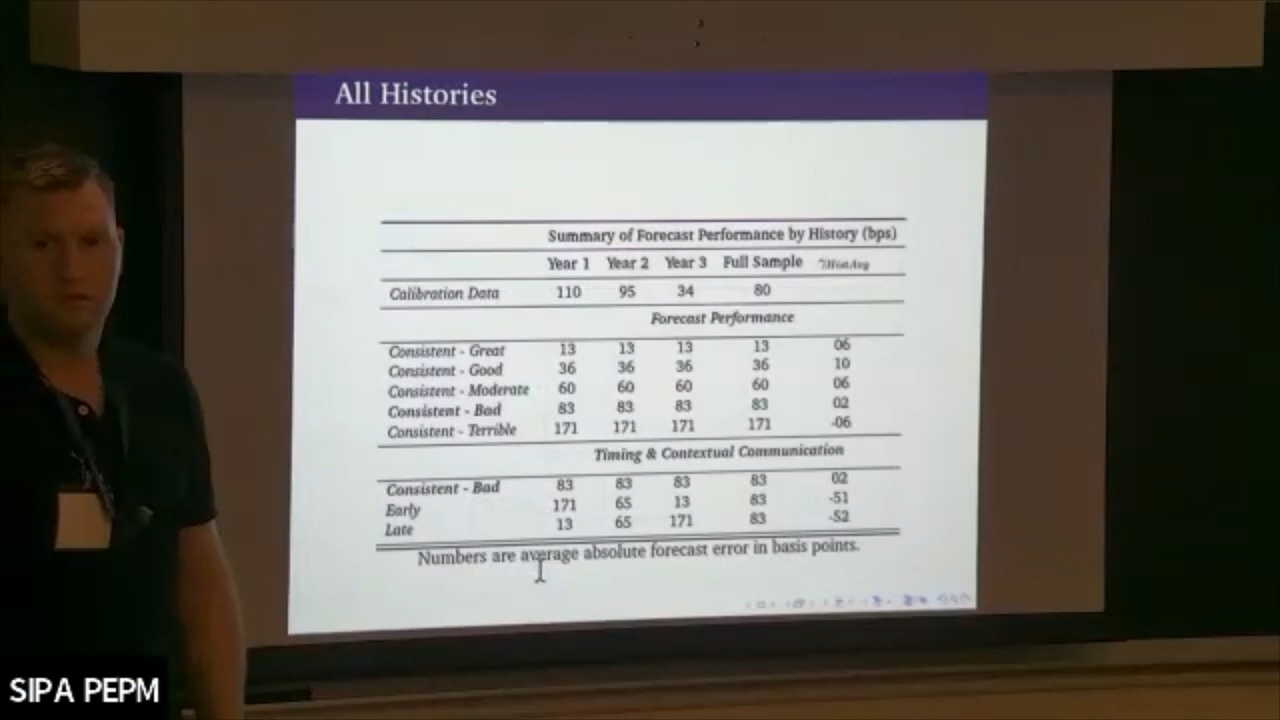 All Histories
Summary of Forecast Performance by History (bps)
Year 1 Year 2 Year 3 Full Sample
Calibration Data 110 95 34 80
Forecast Performance
Consistent - Great 13 13 13 13 06
Consistent - Good 36 36 36 36 10
Consistent - Moderate 60 60 60 60 06
Consistent - Bad 83 83 83 83 02
Consistent - Terrible 171 171 171 171 -06
Timing & Contextual Communication
Consistent - Bad 83 83 83 83 02
Early 171 65 13 83 -51
Late 13 65 171 83 -52
Numbers are average absolute forecast error in basis points.
SIPA PEPM